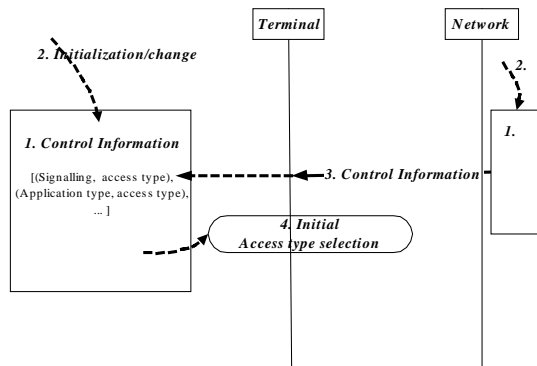 Terminal
Network
2. Initialization/change
2.
1. Control Information
1.
[(Signalling, access type),
(Application type, access type),
... ]
3. Control Information
4. Initial
Access type selection